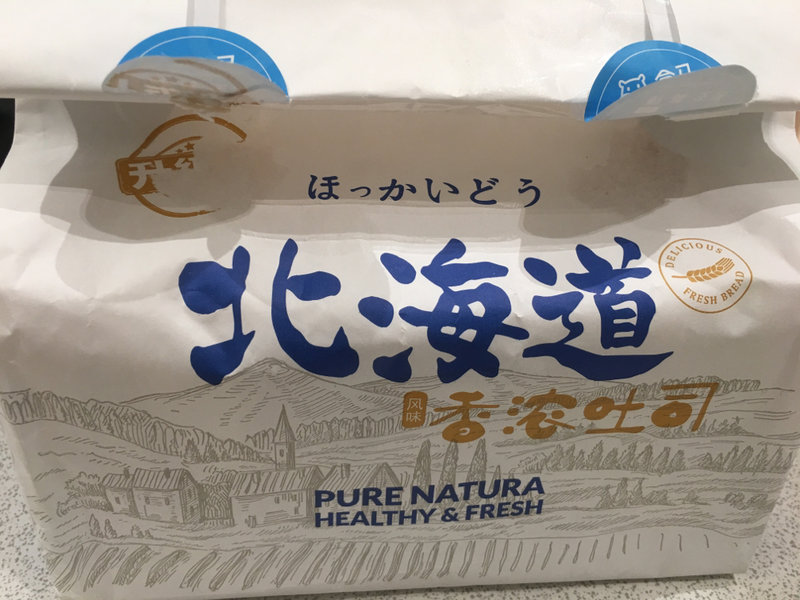 ほっかいどう
北海道
DELICIOUS
FRESH BREAD
风味
香浓吐司
PURE NATURA
HEALTHY & FRESH